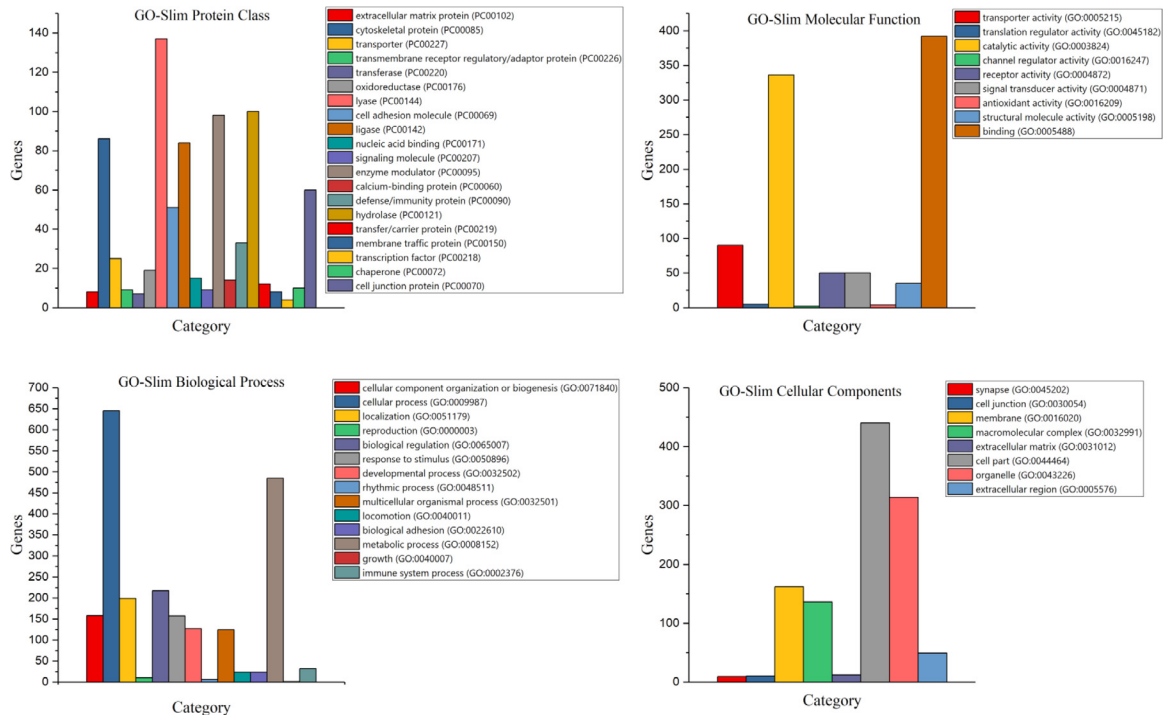 GO-Slim Protein Class
140
120
100
80
60
40
20
0
Genes
Category
extracellular matrix protein (PC00102)
cytoskeletal protein (PC00085)
transporter (PC00227)
transmembrane receptor regulatory/adaptor protein (PC00226)
transferase (PC00220)
oxidoreductase (PC00176)
lyase (PC00144)
cell adhesion molecule (PC00069)
ligase (PC00142)
nucleic acid binding (PC00171)
signaling molecule (PC00207)
enzyme modulator (PC00095)
calcium-binding protein (PC00060)
defense/immunity protein (PC00090)
hydrolase (PC00121)
transfer/carrier protein (PC00219)
membrane traffic protein (PC00150)
transcription factor (PC00218)
chaperone (PC00072)
cell junction protein (PC00070)
GO-Slim Molecular Function
400
350
300
250
200
150
100
50
0
Genes
Category
transporter activity (GO:0005215)
translation regulator activity (GO:0045182)
catalytic activity (GO:0003824)
channel regulator activity (GO:0016247)
receptor activity (GO:0004872)
signal transducer activity (GO:0004871)
antioxidant activity (GO:0016209)
structural molecule activity (GO:0005198)
binding (GO:0005488)
GO-Slim Biological Process
700
650
600
550
500
450
400
350
300
250
200
150
100
50
0
Genes
Category
cellular component organization or biogenesis (GO:0071840)
cellular process (GO:0009987)
localization (GO:0051179)
reproduction (GO:0000003)
biological regulation (GO:0065007)
response to stimulus (GO:0050896)
developmental process (GO:0032502)
rhythmic process (GO:0048511)
multicellular organismal process (GO:0032501)
locomotion (GO:0040011)
biological adhesion (GO:0022610)
metabolic process (GO:0008152)
growth (GO:0040007)
immune system process (GO:0002376)
GO-Slim Cellular Components
500
400
300
200
100
0
Genes
Category
synapse (GO:0045202)
cell junction (GO:0030054)
membrane (GO:0016020)
macromolecular complex (GO:0032991)
extracellular matrix (GO:0031012)
cell part (GO:0044464)
organelle (GO:0043226)
extracellular region (GO:0005576)